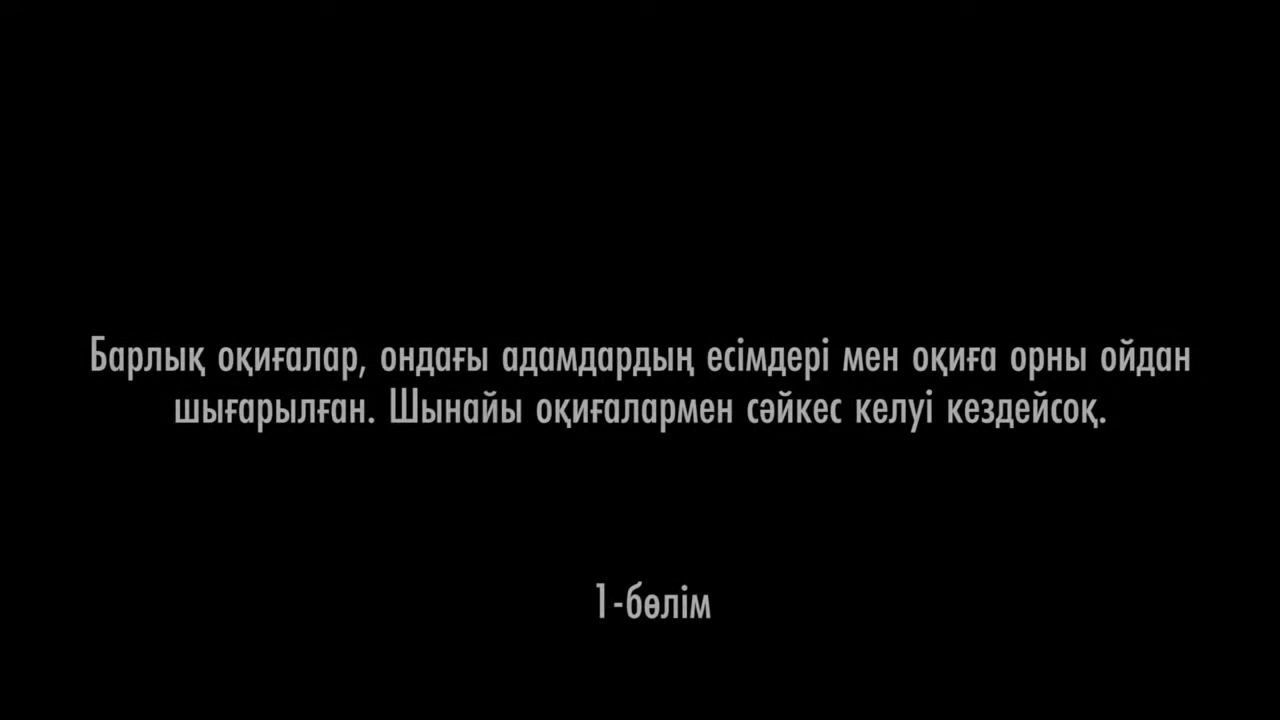 Барлық оқиғалар, ондағы адамдардың есімдері мен оқиға орны ойдан
шығарылған. Шынайы оқиғалармен сәйкес келуі кездейсоқ.
1-бөлім